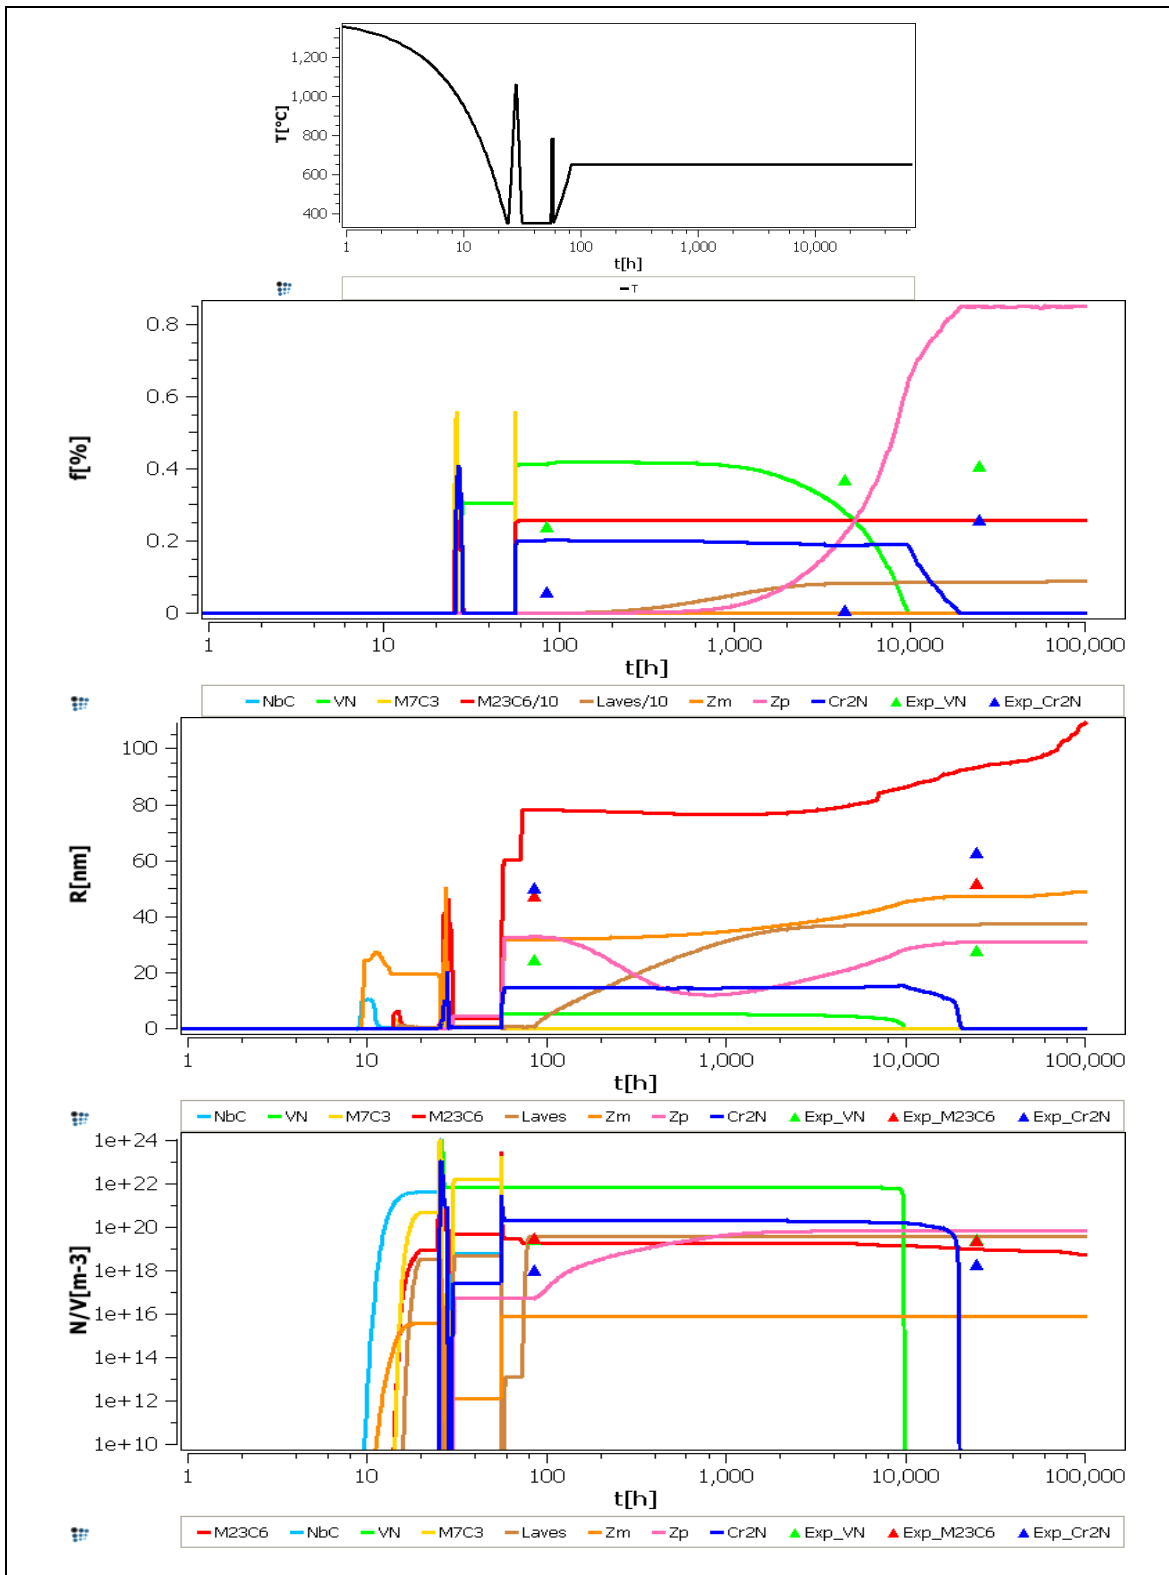 1,200
1,000
800
600
400
T[°C]
1 10 100 1,000 10,000
t[h]
T
0.8
0.6
0.4
0.2
0
f[%]
1 10 100 1,000 10,000 100,000
t[h]
NbC VN M7C3 M23C6/10 Laves/10 Zm Zp Cr2N Exp_VN Exp_Cr2N
100
80
60
40
20
0
R[nm]
1 10 100 1,000 10,000 100,000
t[h]
NbC VN M7C3 M23C6 Laves Zm Zp Cr2N Exp_VN Exp_M23C6 Exp_Cr2N
1e+24
1e+22
1e+20
1e+18
1e+16
1e+14
1e+12
1e+10
N/V[m-3]
1 10 100 1,000 10,000 100,000
t[h]
M23C6 NbC VN M7C3 Laves Zm Zp Cr2N Exp_VN Exp_M23C6 Exp_Cr2N